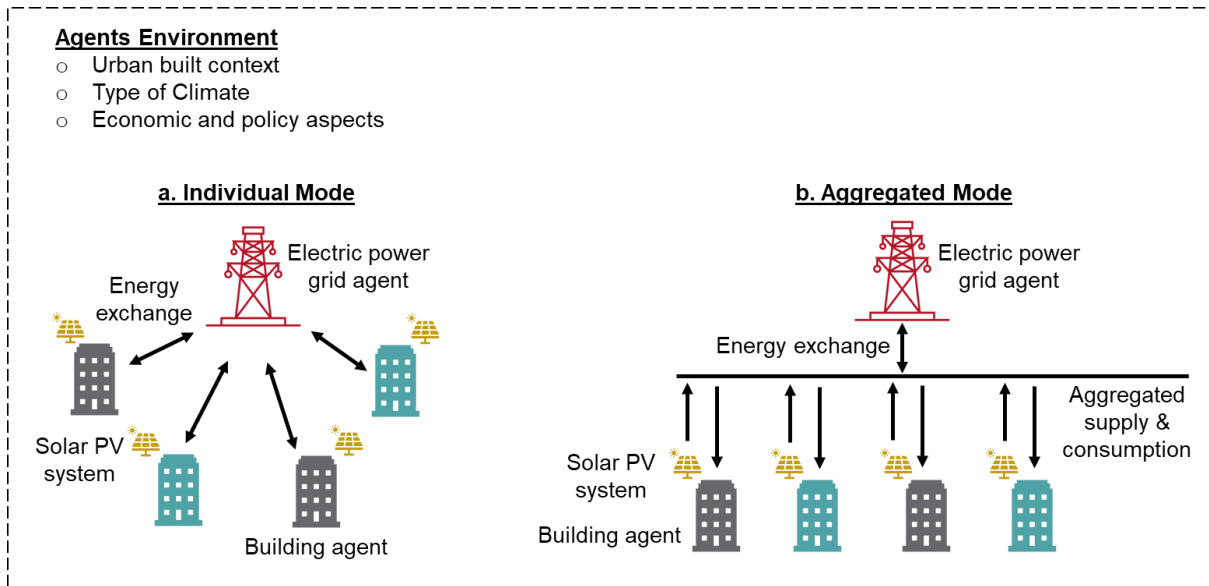 Agents Environment
o Urban built context
o Type of Climate
o Economic and policy aspects
a. Individual Mode
Electric power
grid agent
Energy
exchange
Solar PV
system
Building agent
b. Aggregated Mode
Electric power
grid agent
Energy exchange
Aggregated
supply &
consumption
Solar PV
system
Building agent